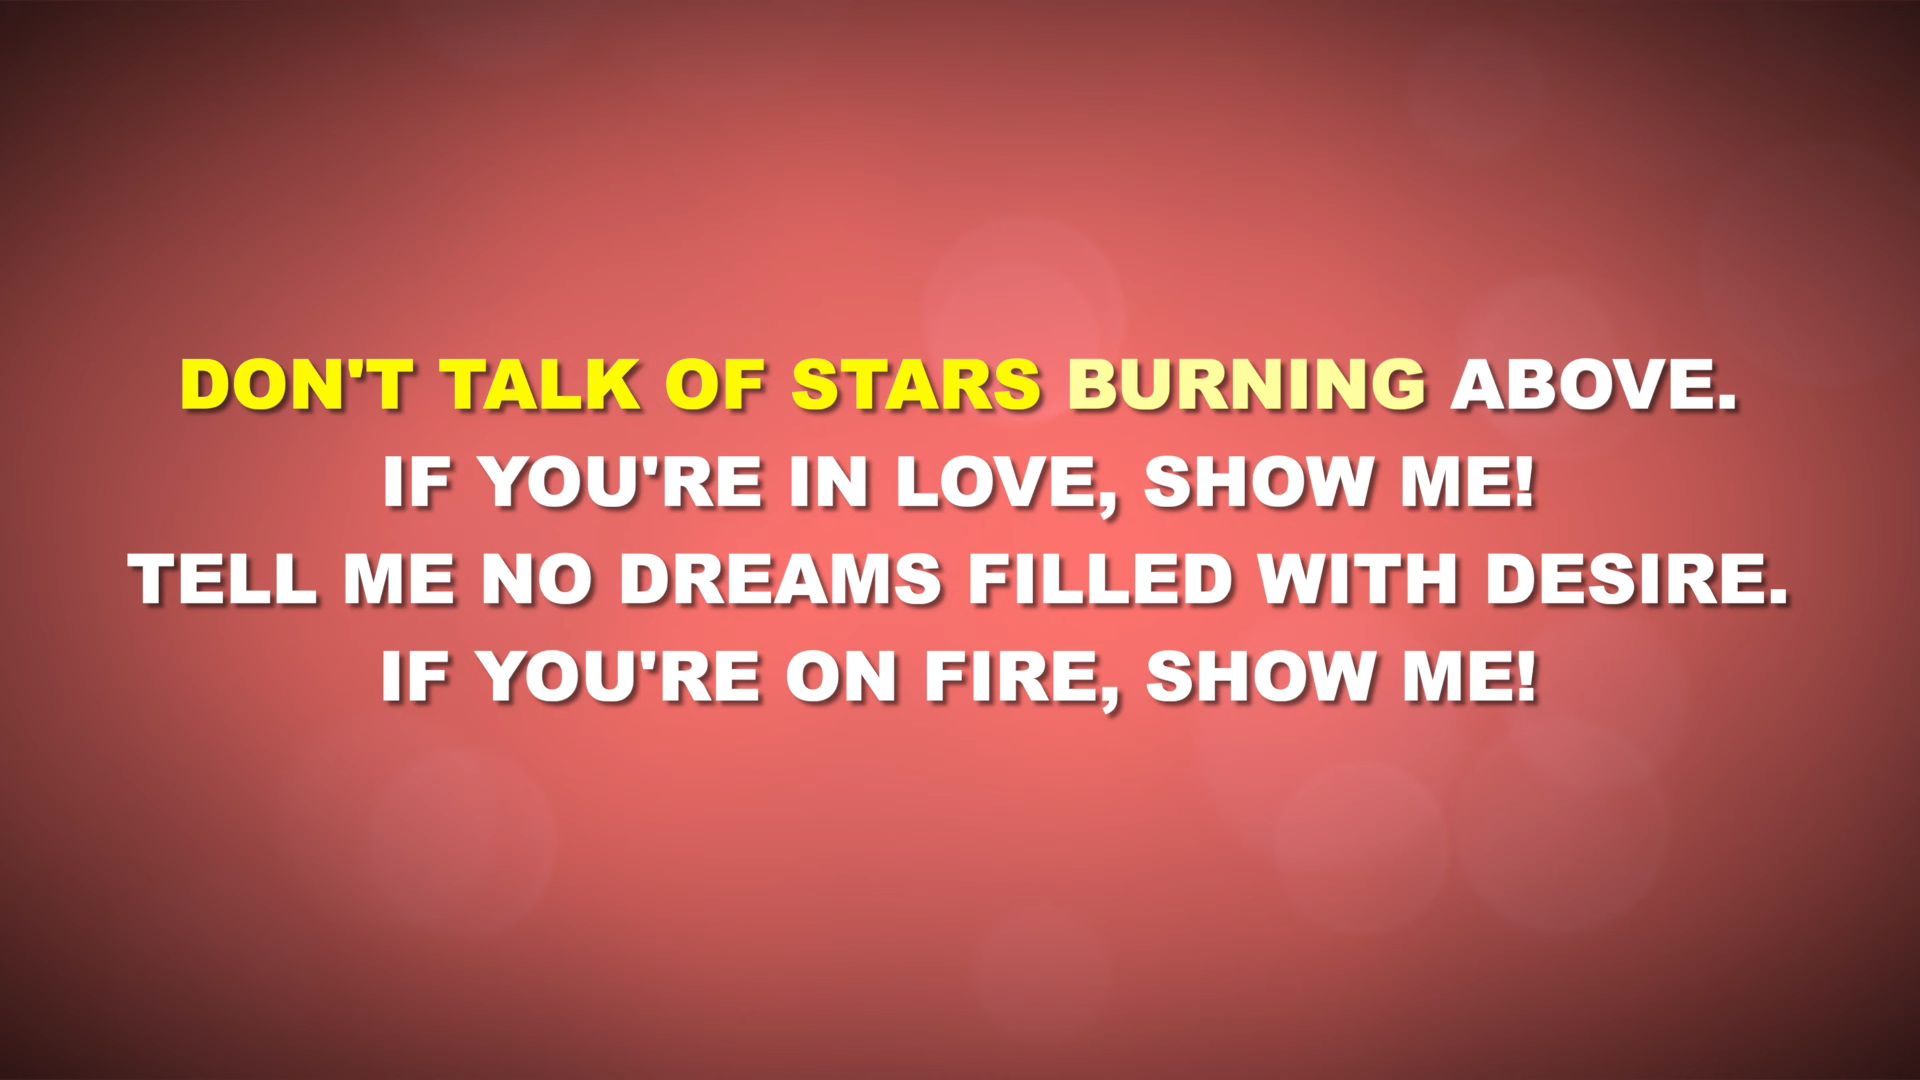 DON'T TALK OF STARS BURNING ABOVE.
IF YOU'RE IN LOVE, SHOW ME!
TELL ME NO DREAMS FILLED WITH DESIRE.
IF YOU'RE ON FIRE, SHOW ME!